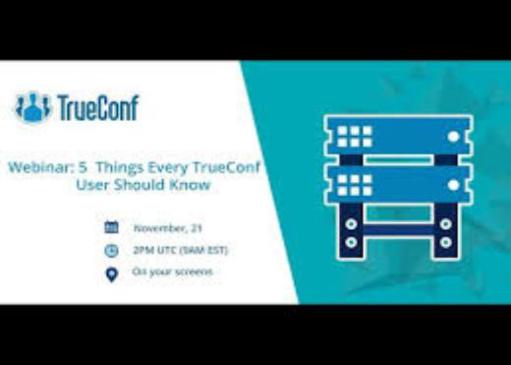 TrueConf
Webinar: 5 Things Every TrueConf
User Should Know
November, 21
2PM UTC (9AM EST)
On your screens